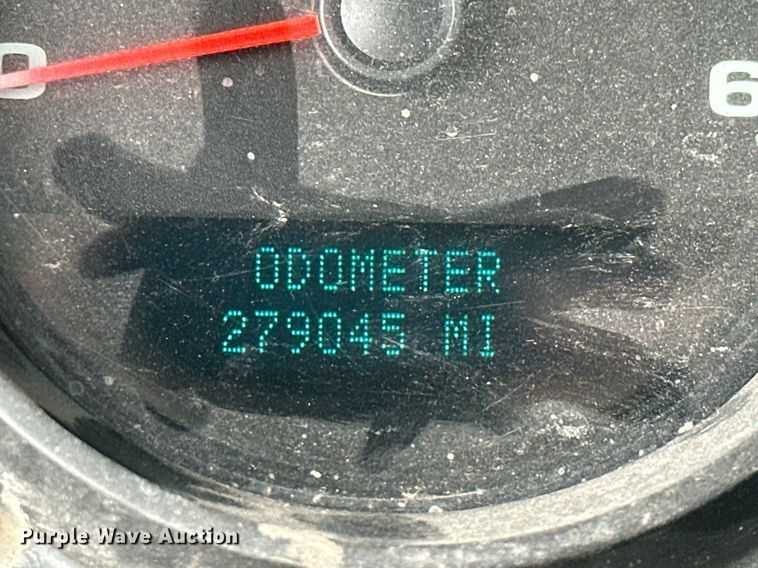 0
6
ODOMETER
279045 MI
Purple Wave Auction